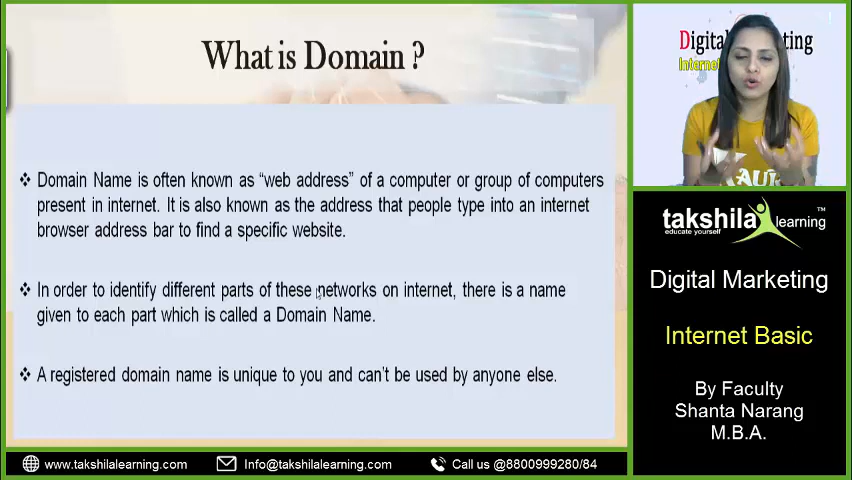 What is Domain ?
❖ Domain Name is often known as “web address” of a computer or group of computers
present in internet. It is also known as the address that people type into an internet
browser address bar to find a specific website.
❖ In order to identify different parts of these networks on internet, there is a name
given to each part which is called a Domain Name.
❖ A registered domain name is unique to you and can’t be used by anyone else.
www.takshilalearning.com
Info@takshilalearning.com
Call us @8800999280/84
takshila learning ™
educate yourself
Digital Marketing
Internet Basic
By Faculty
Shanta Narang
M.B.A.